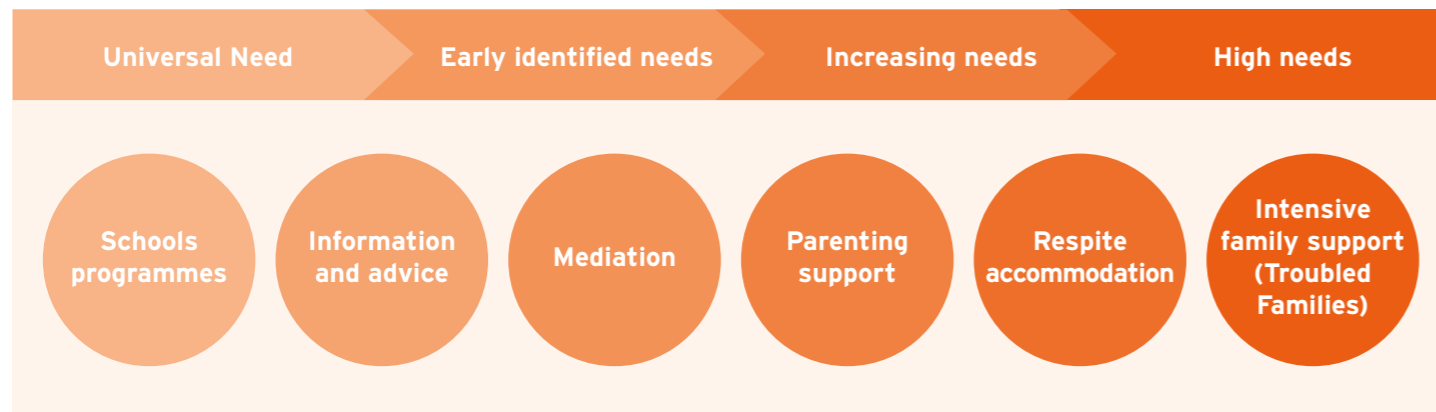 Universal Need
Early identified needs
Increasing needs
High needs
Schools
programmes
Information
and advice
Mediation
Parenting
support
Respite
accommodation
Intensive
family support
(Troubled
Families)